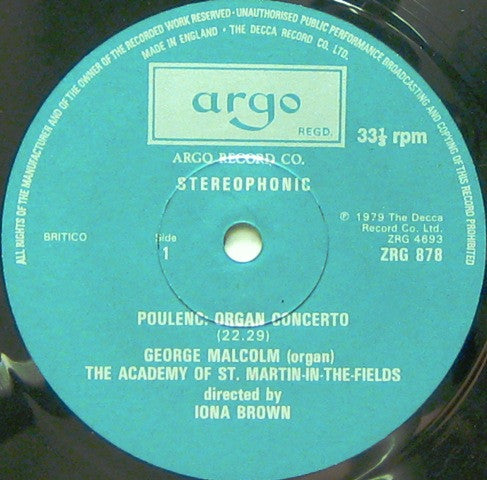 ALL RIGHTS OF THE MANUFACTURER AND OF THE OWNER OF THE RECORDED WORK RESERVED · UNAUTHORISED PUBLIC PERFORMANCE BROADCASTING AND COPYING OF THIS RECORD PROHIBITED
MADE IN ENGLAND · THE DECCA RECORD CO. LTD.
argo
REGD.
33⅓ rpm
ARGO RECORD CO.
STEREOPHONIC
BRITICO
Side
1
℗ 1979 The Decca
Record Co. Ltd.
ZRG 4693
ZRG 878
POULENC: ORGAN CONCERTO
(22.29)
GEORGE MALCOLM (organ)
THE ACADEMY OF ST. MARTIN-IN-THE-FIELDS
directed by
IONA BROWN